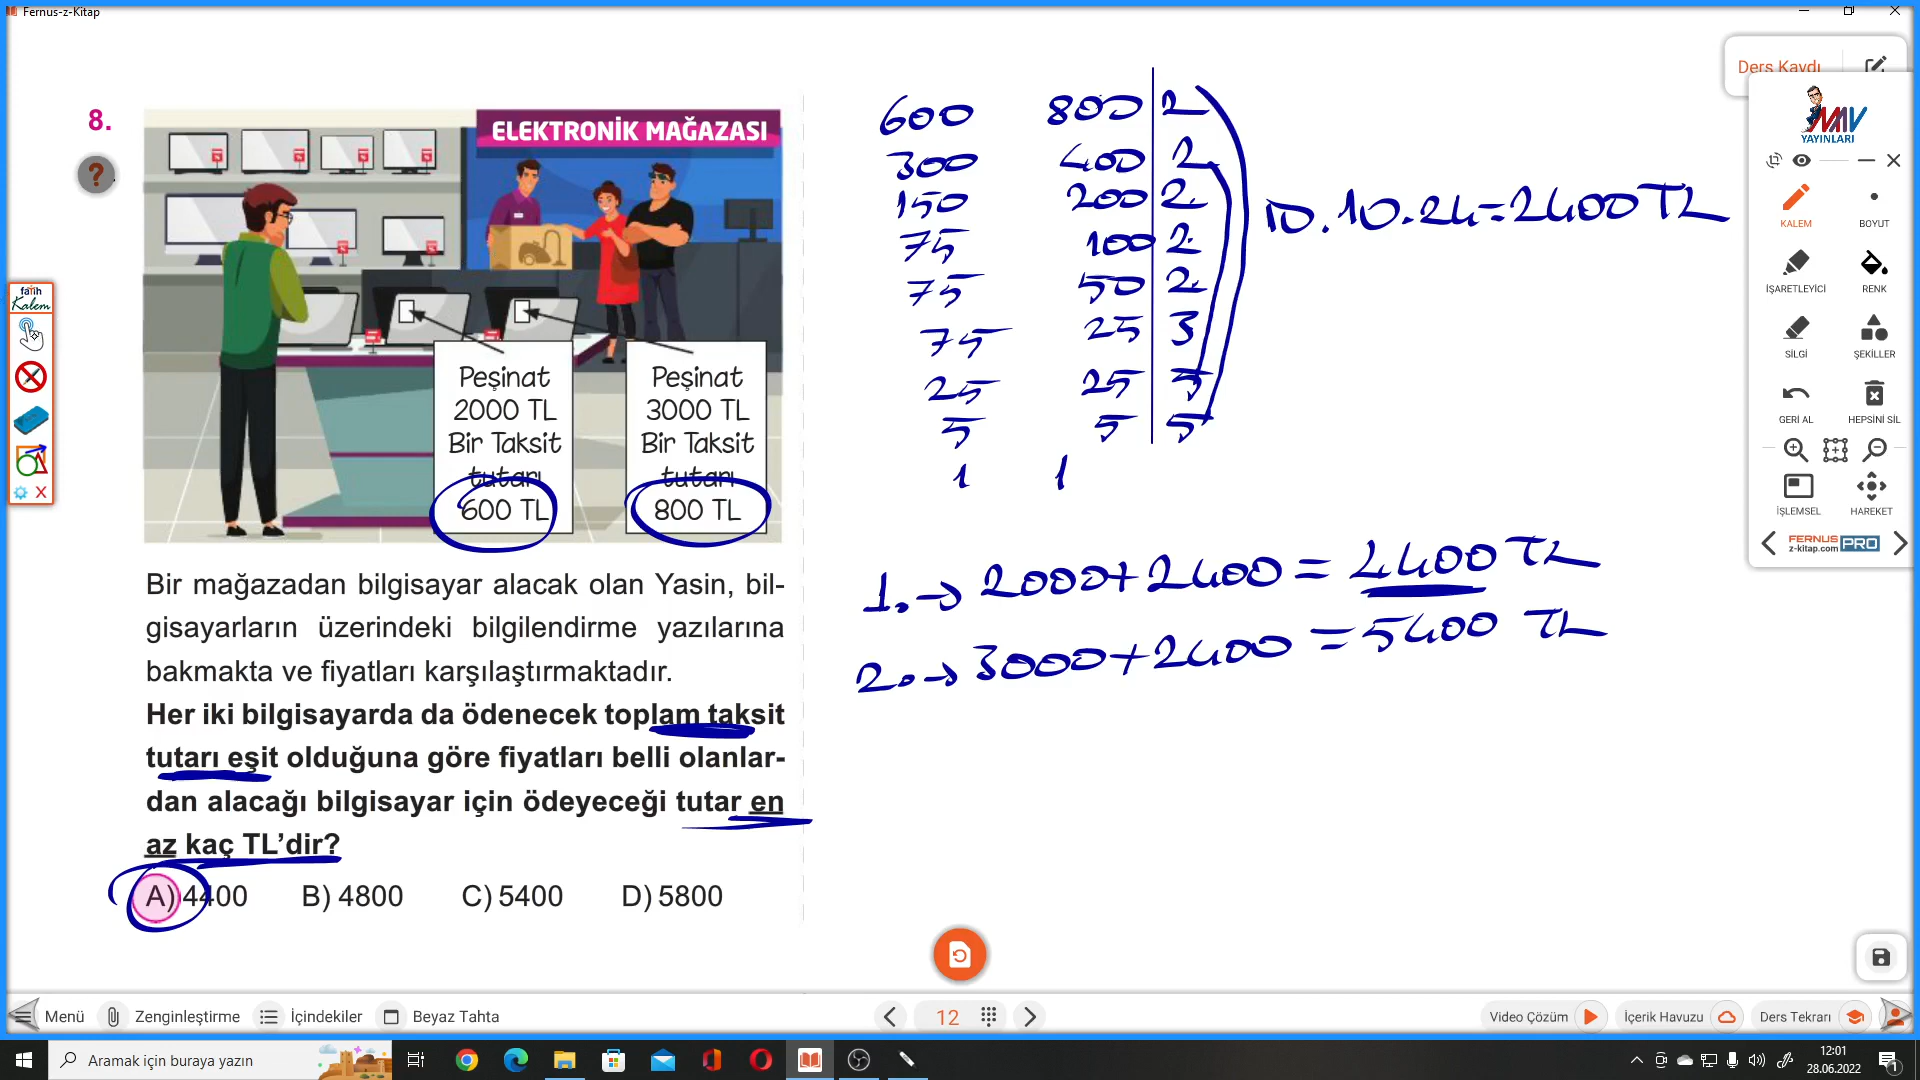 Fernus-z-Kitap
8.
?
ELEKTRONİK MAĞAZASI
Peşinat
2000 TL
Bir Taksit
tutarı
600 TL
Peşinat
3000 TL
Bir Taksit
tutarı
800 TL
Bir mağazadan bilgisayar alacak olan Yasin, bil-
gisayarların üzerindeki bilgilendirme yazılarına
bakmakta ve fiyatları karşılaştırmaktadır.
Her iki bilgisayarda da ödenecek toplam taksit
tutarı eşit olduğuna göre fiyatları belli olanlar-
dan alacağı bilgisayar için ödeyeceği tutar en
az kaç TL'dir?
A) 4400 B) 4800 C) 5400 D) 5800
600 800 2
300 400 2
150 200 2
75 100 2
75 50 2
75 25 3
25 25 5
5 5 5
1 1
10.10.24=2400 TL
1.→2000+2400=4400 TL
2.→3000+2400=5400 TL
fatih
Kalem
X
Ders Kaydı
MAV
YAYINLARI
KALEM BOYUT
İŞARETLEYİCİ RENK
SİLGİ ŞEKİLLER
GERİ AL HEPSİNİ SİL
İŞLEMSEL HAREKET
FERNUS
z-kitap.com PRO
Menü Zenginleştirme İçindekiler Beyaz Tahta 12 Video Çözüm İçerik Havuzu Ders Tekrarı
Aramak için buraya yazın
12:01
28.06.2022
1